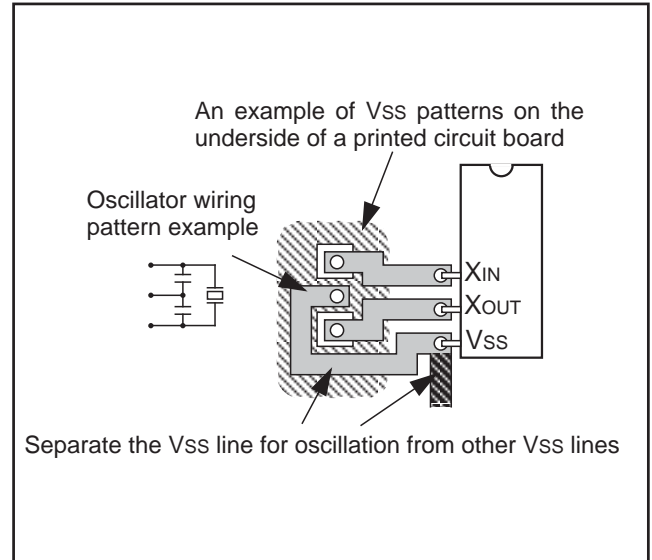 An example of VSS patterns on the
underside of a printed circuit board
Oscillator wiring
pattern example
XIN
XOUT
VSS
Separate the VSS line for oscillation from other VSS lines